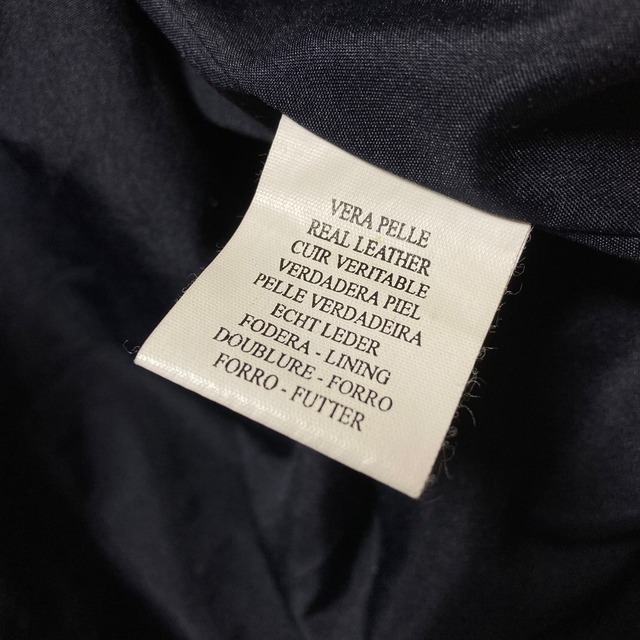 VERA PELLE
REAL LEATHER
CUIR VERITABLE
VERDADERA PIEL
PELLE VERDADEIRA
ECHT LEDER
FODERA - LINING
DOUBLURE - FORRO
FORRO - FUTTER